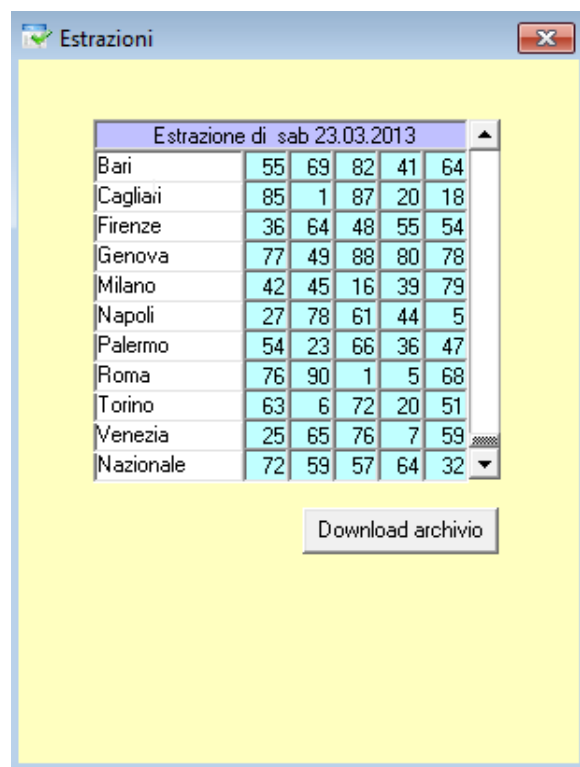 Estrazioni
Estrazione di sab 23.03.2013
Bari 55 69 82 41 64
Cagliari 85 1 87 20 18
Firenze 36 64 48 55 54
Genova 77 49 88 80 78
Milano 42 45 16 39 79
Napoli 27 78 61 44 5
Palermo 54 23 66 36 47
Roma 76 90 1 5 68
Torino 63 6 72 20 51
Venezia 25 65 76 7 59
Nazionale 72 59 57 64 32
Download archivio